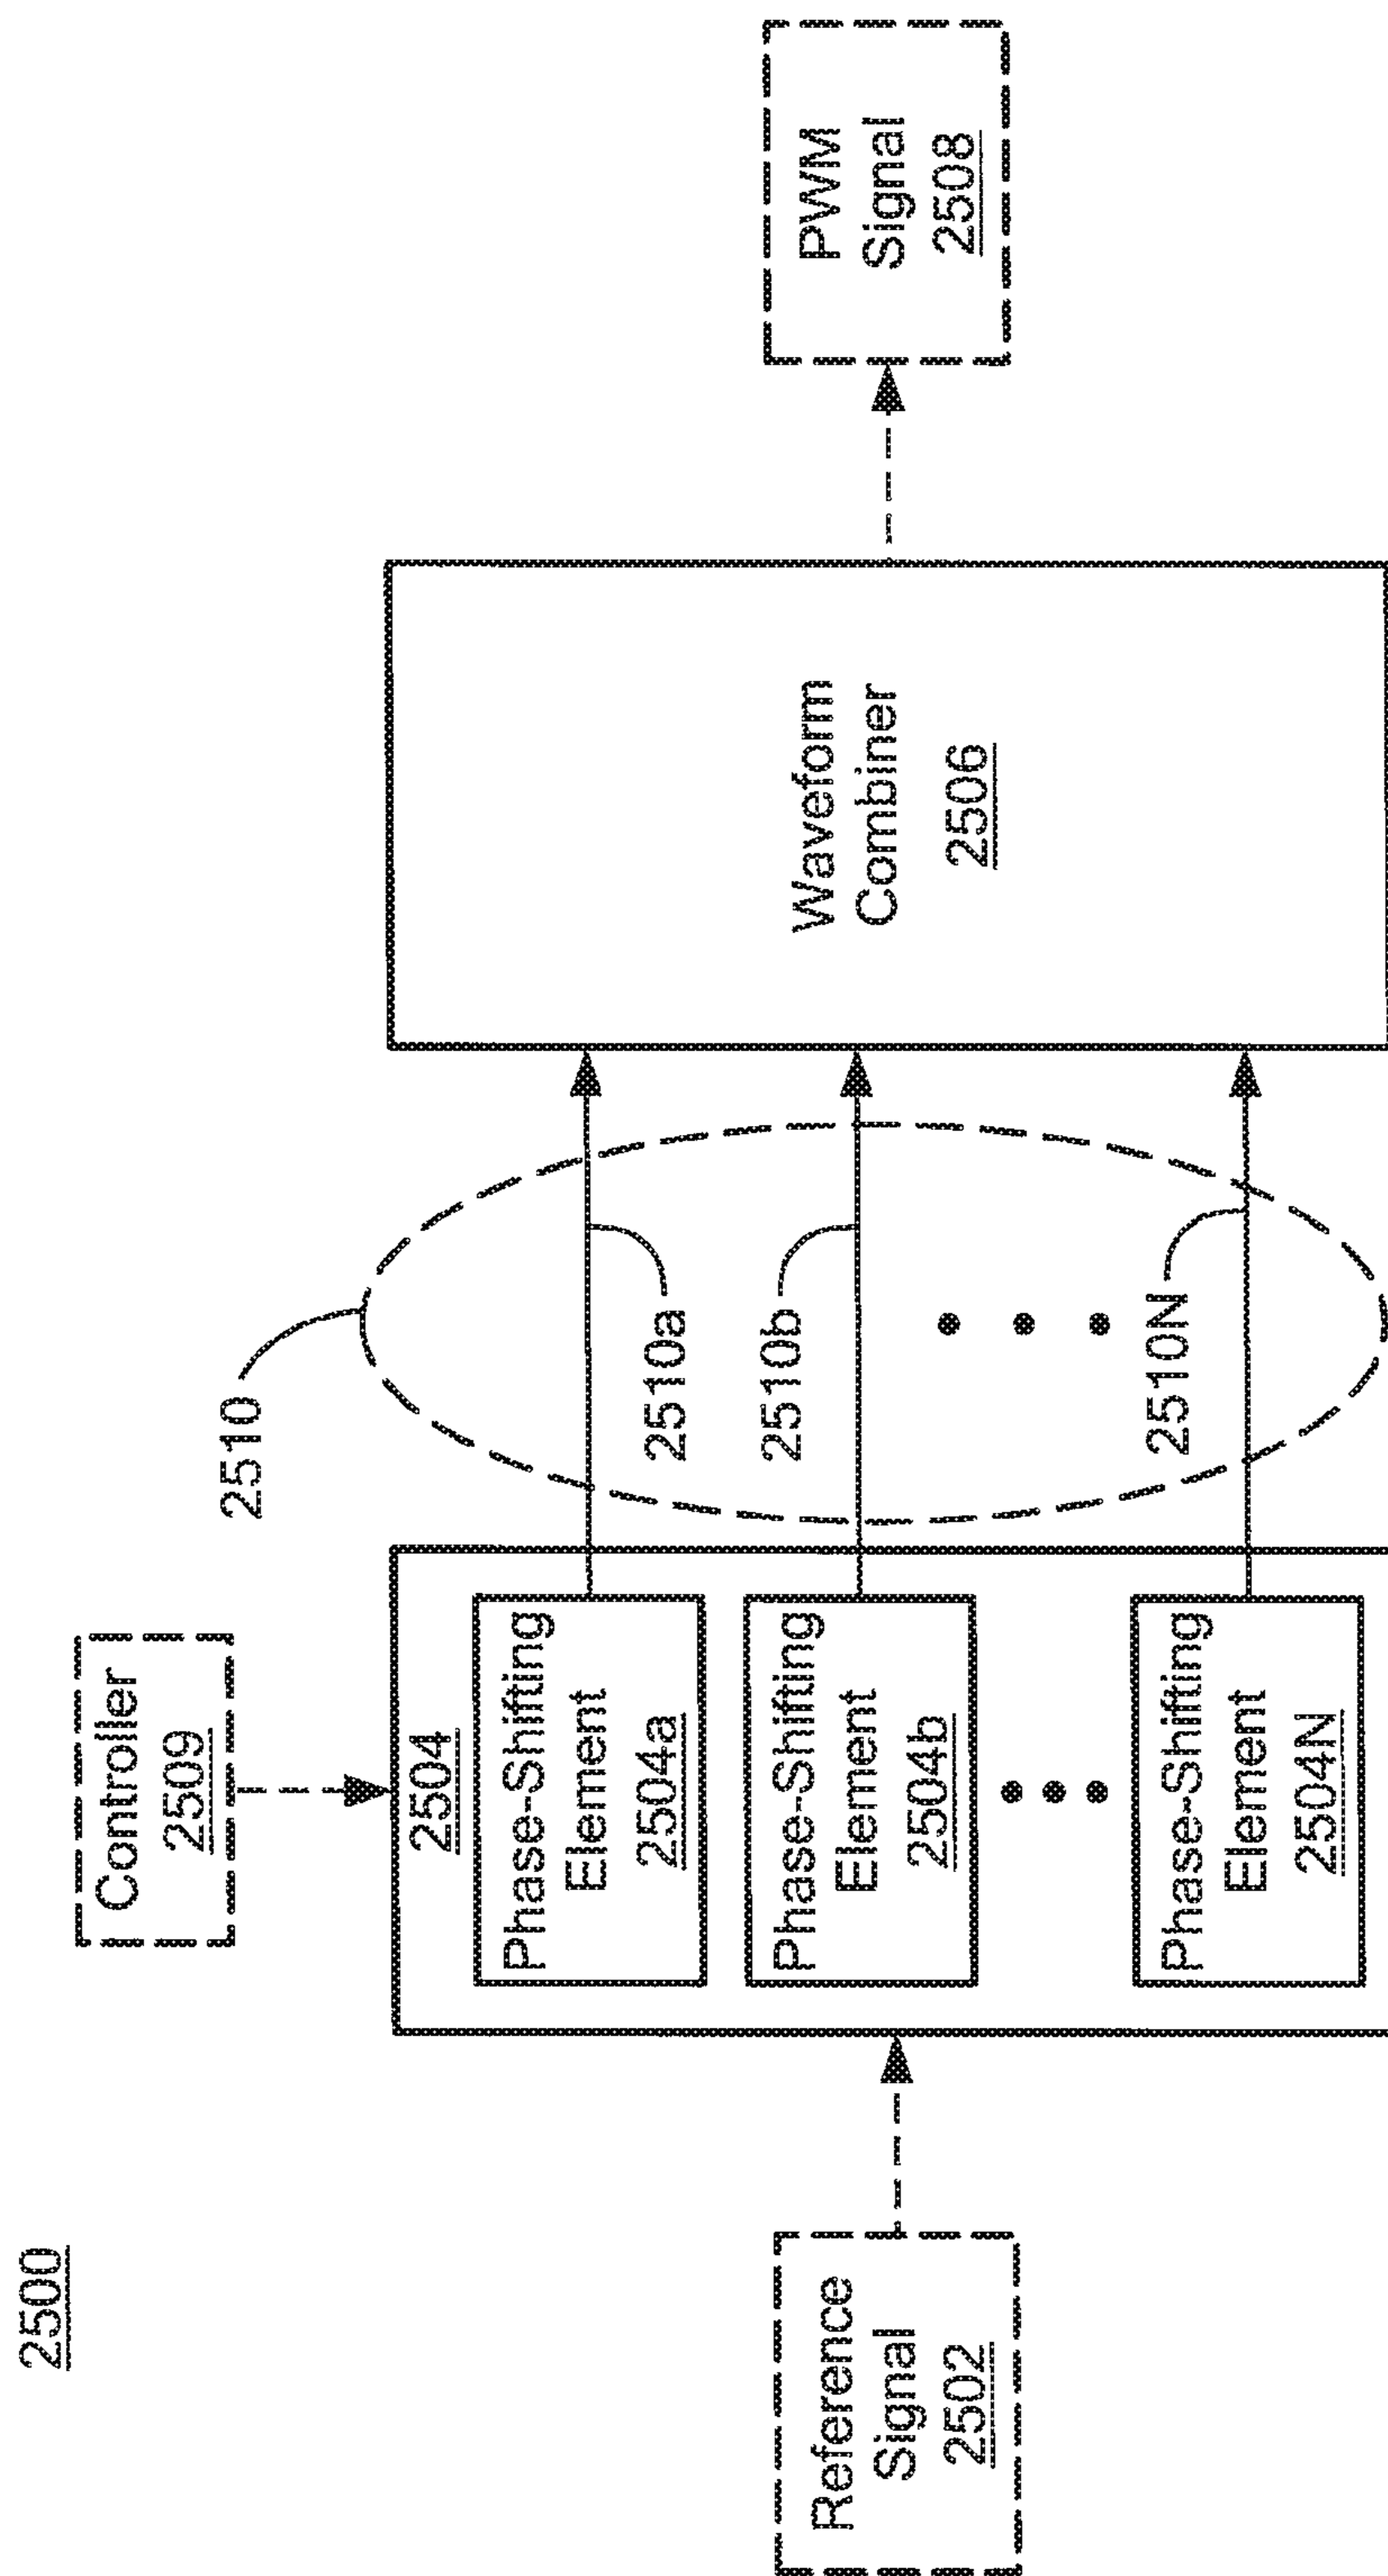 2500
Controller
2509
2510
2504
Phase-Shifting
Element
2504a
2510a
Phase-Shifting
Element
2504b
2510b
Phase-Shifting
Element
2504N
2510N
Reference
Signal
2502
Waveform
Combiner
2506
PWM
Signal
2508